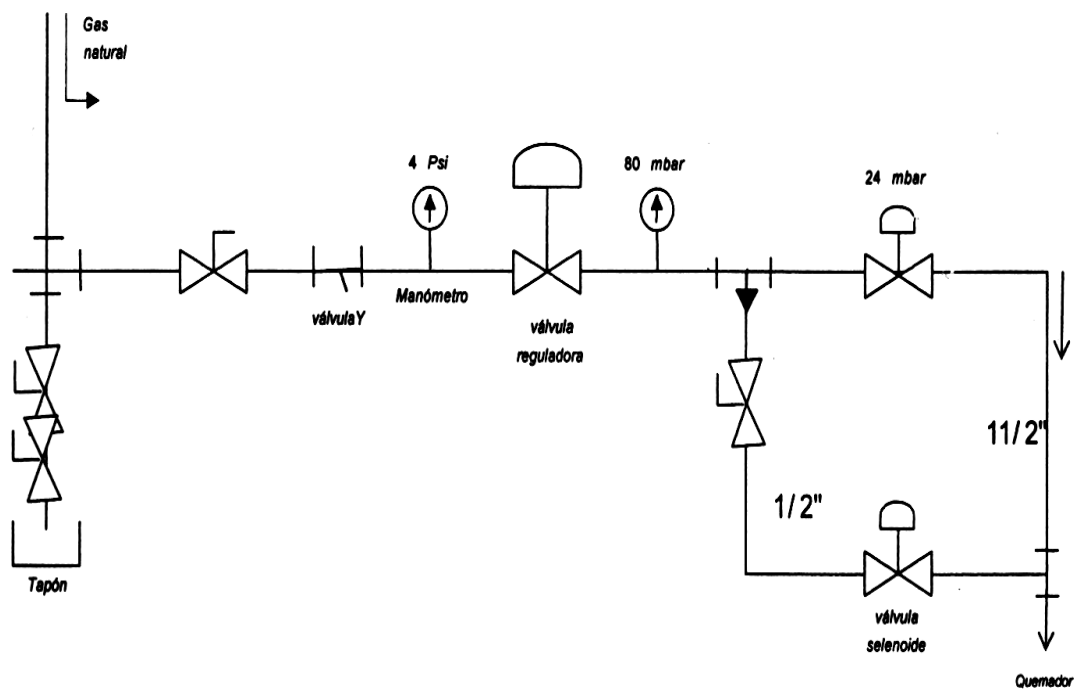 Gas
natural
4 Psi
80 mbar
24 mbar
Manómetro
válvulaY
válvula
reguladora
11/2"
1/2"
Tapón
válvula
selenoide
Quemador